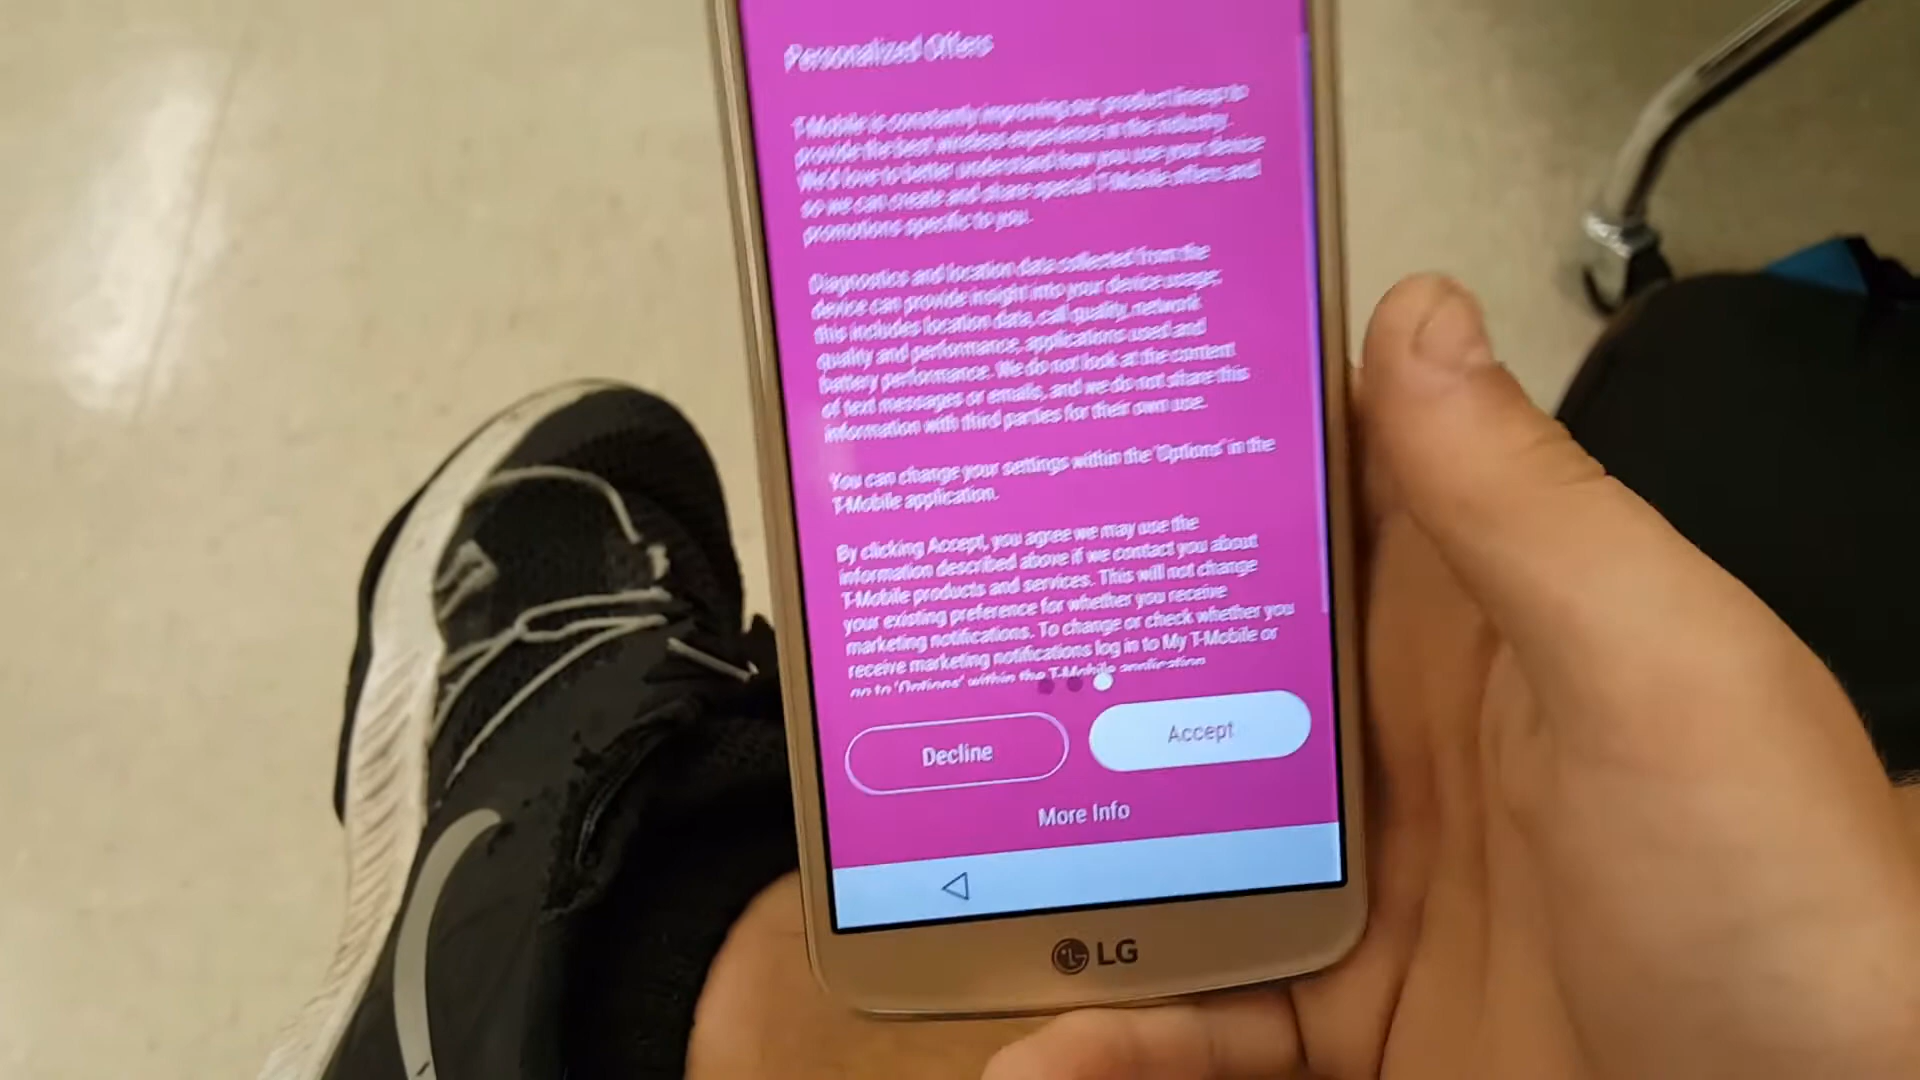 Personalized Offers
T-Mobile is constantly improving our product lineup to
provide the best wireless experience in the industry.
We'd love to better understand how you use your device
so we can create and share special T-Mobile offers and
promotions specific to you.
Diagnostics and location data collected from the
device can provide insight into your device usage;
this includes location data, call quality, network
quality and performance, applications used and
battery performance. We do not look at the content
of text messages or emails, and we do not share this
information with third parties for their own use.
You can change your settings within the 'Options' in the
T-Mobile application.
By clicking Accept, you agree we may use the
information described above if we contact you about
T-Mobile products and services. This will not change
your existing preference for whether you receive
marketing notifications. To change or check whether you
receive marketing notifications log in to My T-Mobile or
go to 'Options' within the T-Mobile application
Decline
Accept
More Info
LG